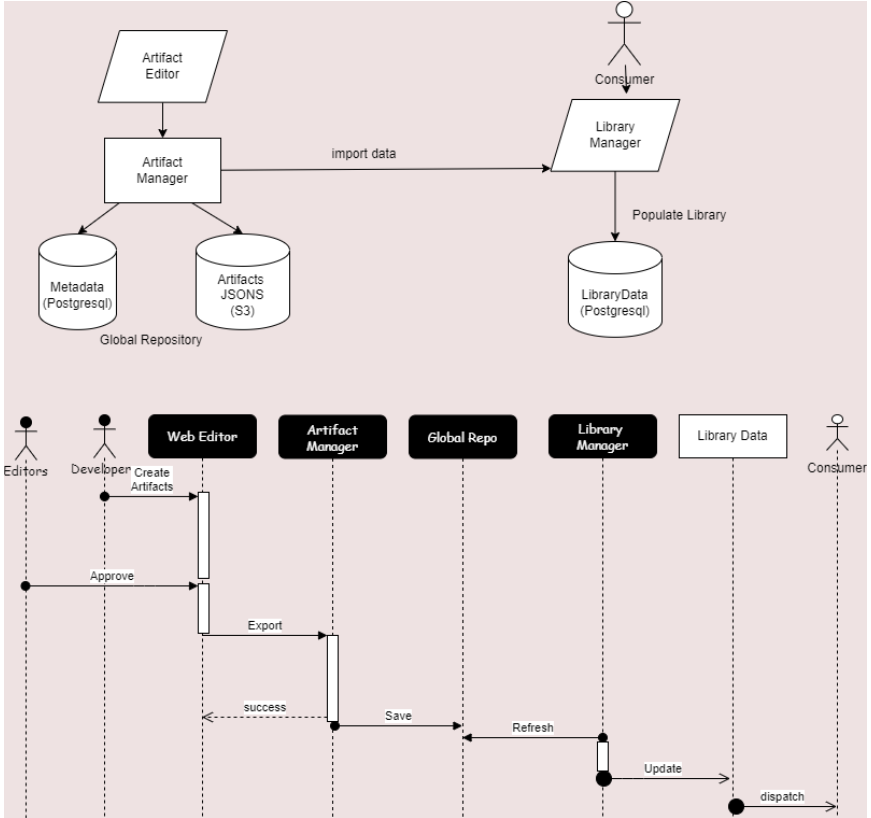 Artifact
Editor
Consumer
Library
Manager
import data
Artifact
Manager
Populate Library
Metadata
(Postgresql)
Artifacts
JSONS
(S3)
LibraryData
(Postgresql)
Global Repository
Web Editor
Artifact
Manager
Global Repo
Library
Manager
Library Data
Editors
Developer
Consumer
Create
Artifacts
Approve
Export
success
Save
Refresh
Update
dispatch